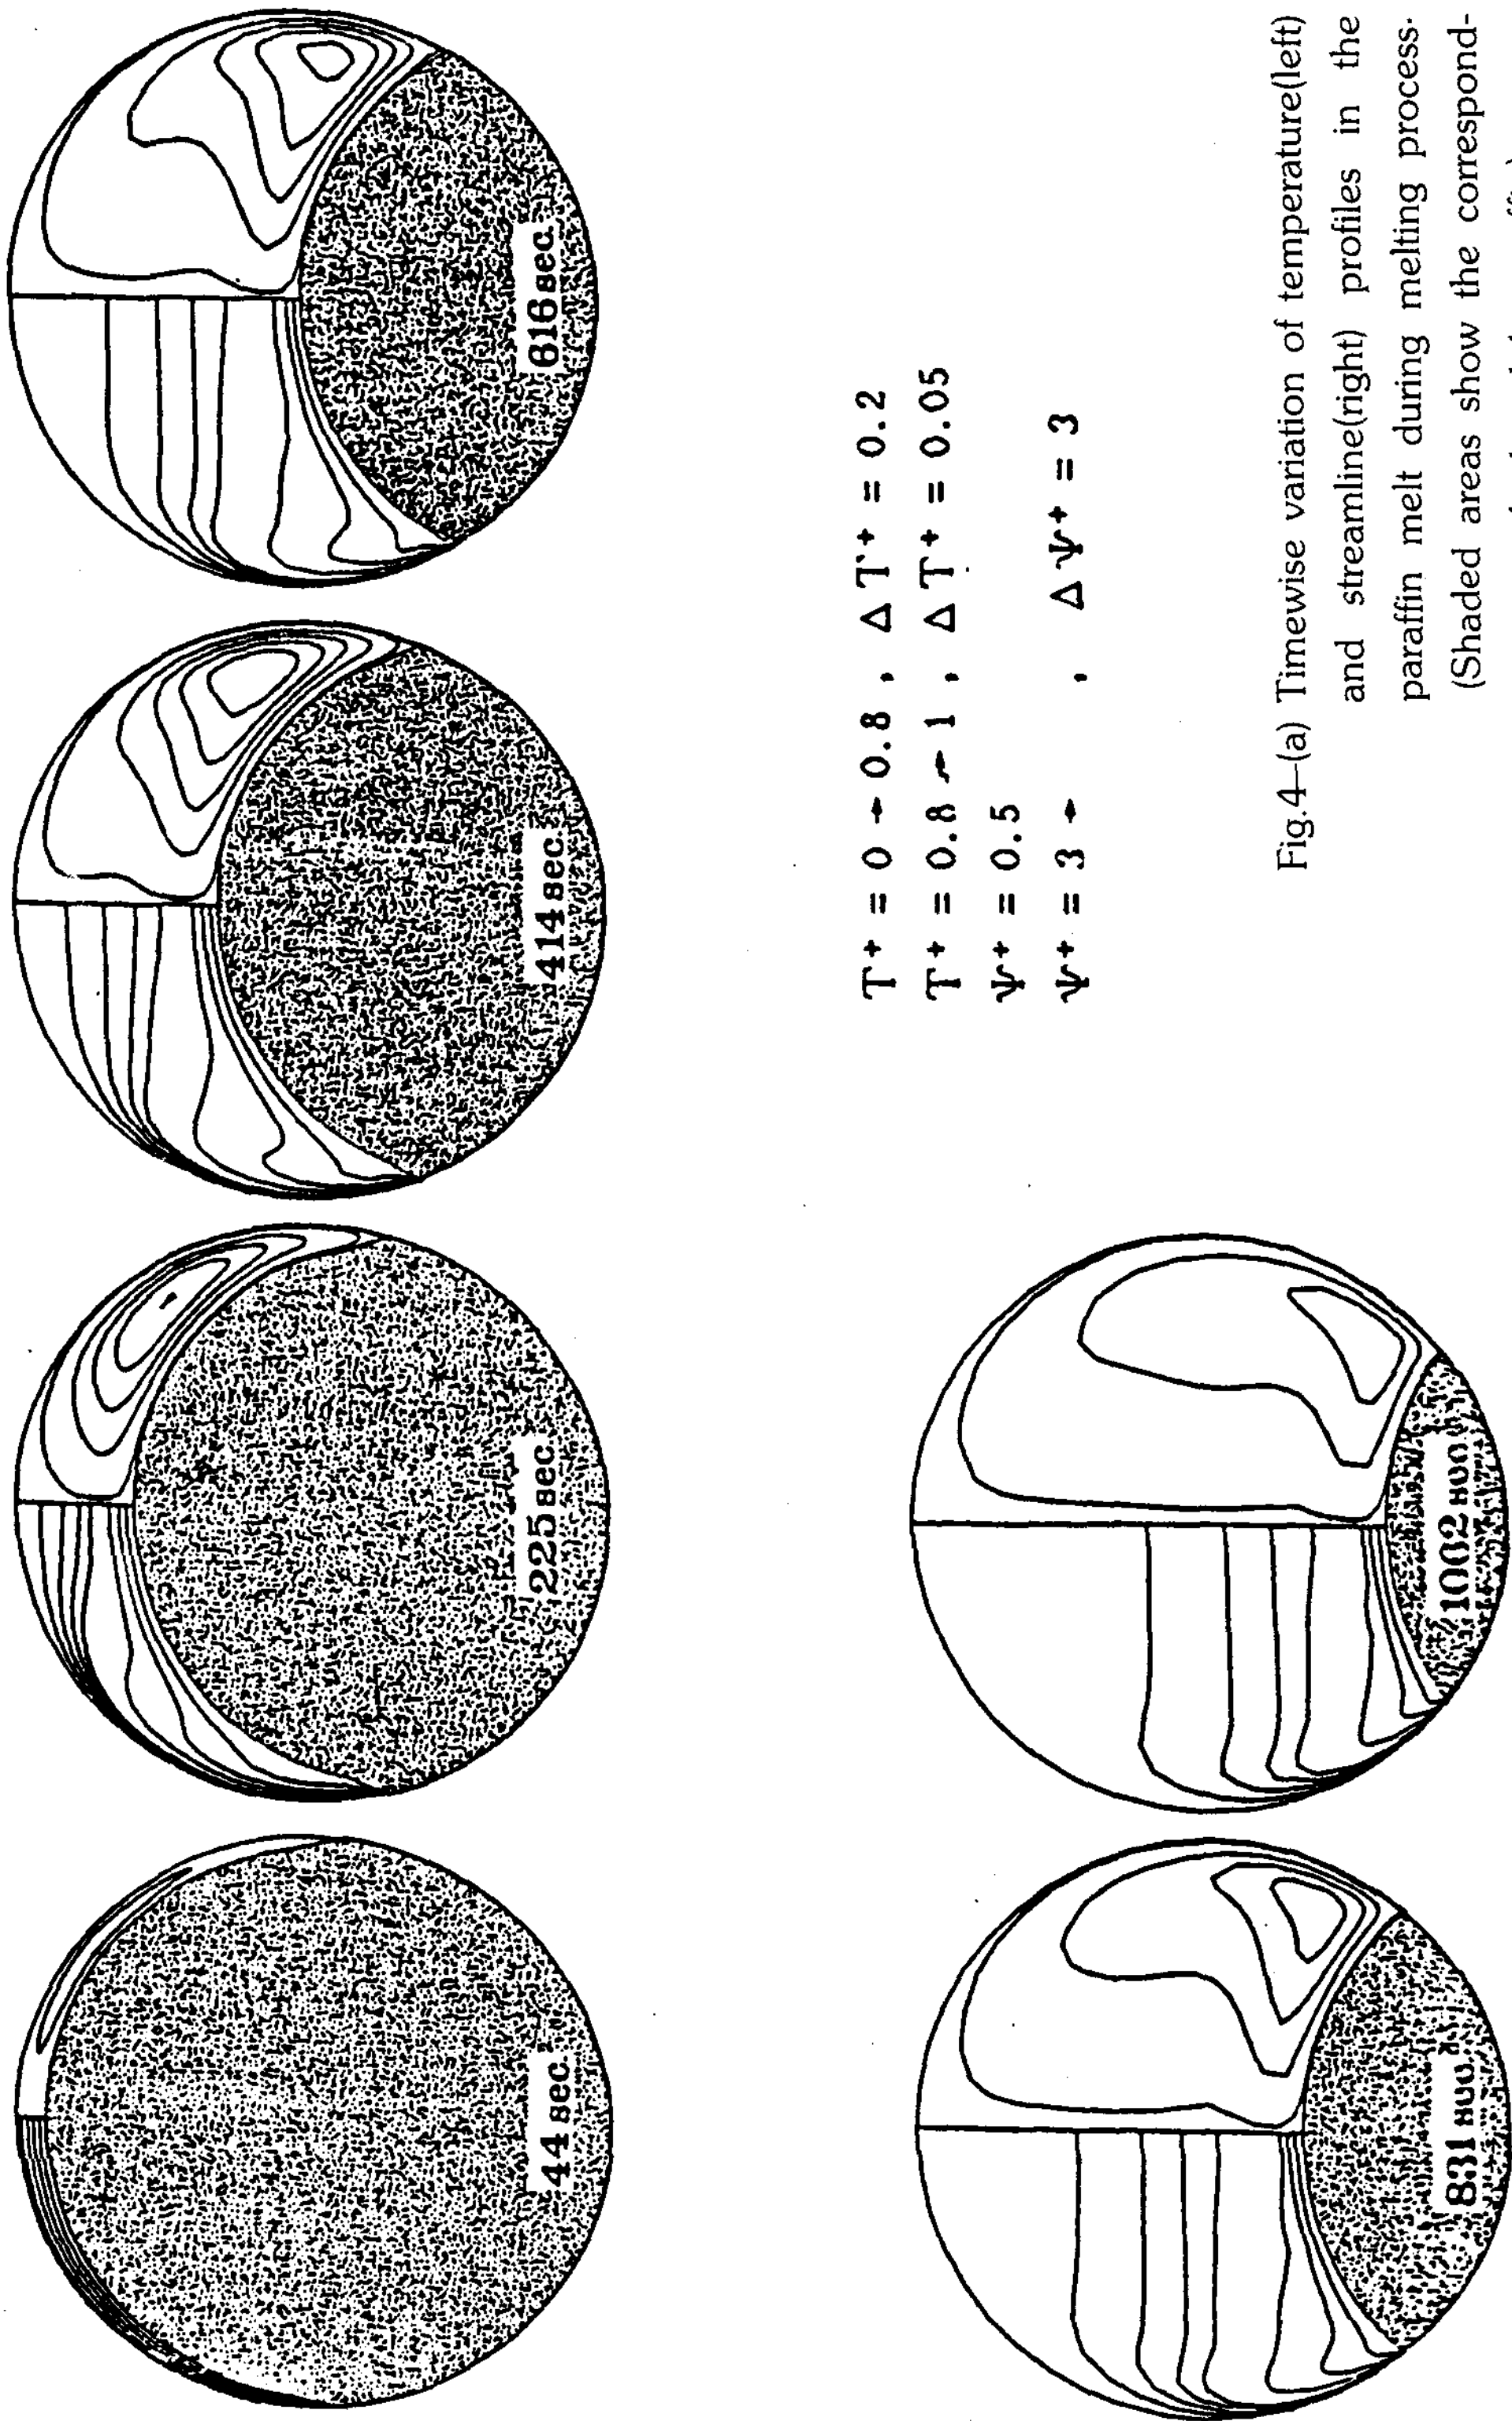 44 sec.
225 sec.
414 sec.
616 sec.
831 sec.
1002 sec.
T⁺ = 0 → 0.8 , ΔT⁺ = 0.2
T⁺ = 0.8 → 1 , ΔT⁺ = 0.05
Ψ⁺ = 0.5
Ψ⁺ = 3 → , ΔΨ⁺ = 3
Fig.4–(a) Timewise variation of temperature(left)
and streamline(right) profiles in the
paraffin melt during melting process.
(Shaded areas show the correspond-